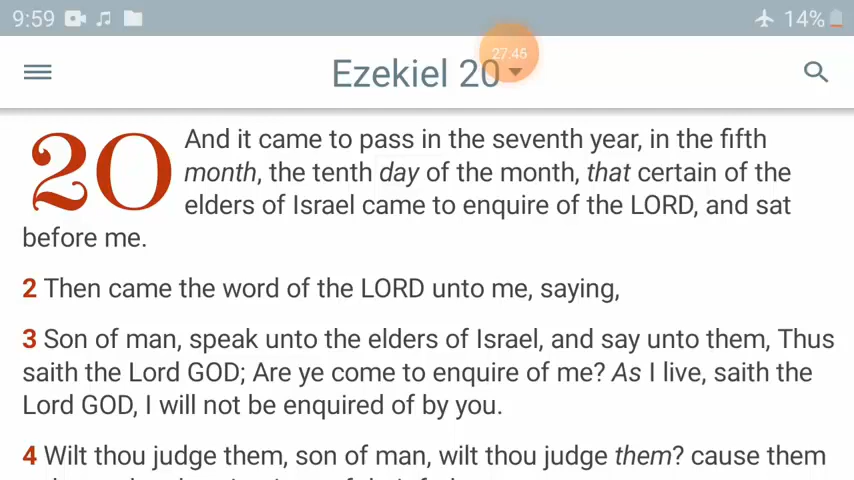 9:59 14%
27:45
Ezekiel 20
20 And it came to pass in the seventh year, in the fifth
month, the tenth day of the month, that certain of the
elders of Israel came to enquire of the LORD, and sat
before me.
2 Then came the word of the LORD unto me, saying,
3 Son of man, speak unto the elders of Israel, and say unto them, Thus
saith the Lord GOD; Are ye come to enquire of me? As I live, saith the
Lord GOD, I will not be enquired of by you.
4 Wilt thou judge them, son of man, wilt thou judge them? cause them